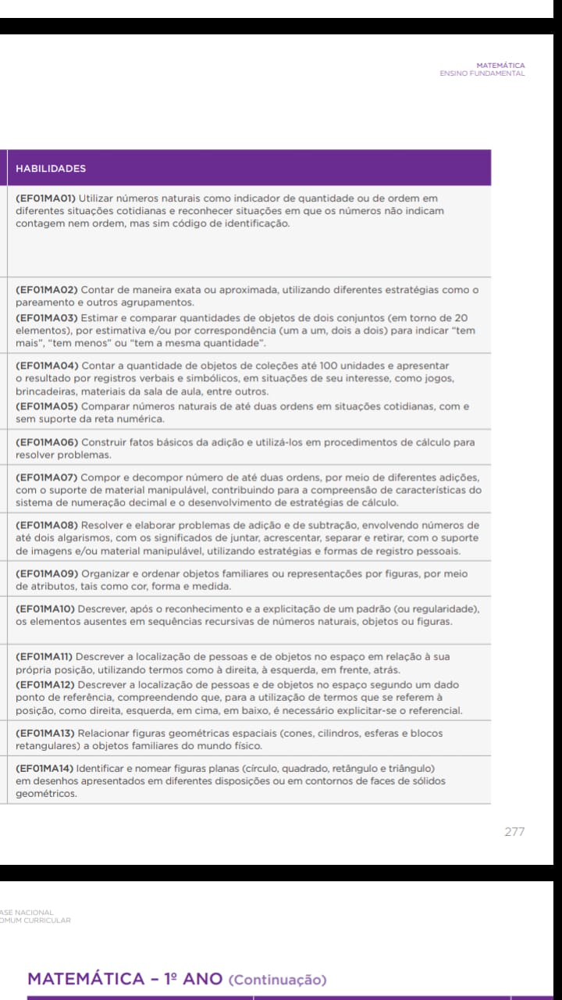 MATEMÁTICA
ENSINO FUNDAMENTAL
HABILIDADES
(EF01MA01) Utilizar números naturais como indicador de quantidade ou de ordem em
diferentes situações cotidianas e reconhecer situações em que os números não indicam
contagem nem ordem, mas sim código de identificação.
(EF01MA02) Contar de maneira exata ou aproximada, utilizando diferentes estratégias como o
pareamento e outros agrupamentos.
(EF01MA03) Estimar e comparar quantidades de objetos de dois conjuntos (em torno de 20
elementos), por estimativa e/ou por correspondência (um a um, dois a dois) para indicar “tem
mais”, “tem menos” ou “tem a mesma quantidade”.
(EF01MA04) Contar a quantidade de objetos de coleções até 100 unidades e apresentar
o resultado por registros verbais e simbólicos, em situações de seu interesse, como jogos,
brincadeiras, materiais da sala de aula, entre outros.
(EF01MA05) Comparar números naturais de até duas ordens em situações cotidianas, com e
sem suporte da reta numérica.
(EF01MA06) Construir fatos básicos da adição e utilizá-los em procedimentos de cálculo para
resolver problemas.
(EF01MA07) Compor e decompor número de até duas ordens, por meio de diferentes adições,
com o suporte de material manipulável, contribuindo para a compreensão de características do
sistema de numeração decimal e o desenvolvimento de estratégias de cálculo.
(EF01MA08) Resolver e elaborar problemas de adição e de subtração, envolvendo números de
até dois algarismos, com os significados de juntar, acrescentar, separar e retirar, com o suporte
de imagens e/ou material manipulável, utilizando estratégias e formas de registro pessoais.
(EF01MA09) Organizar e ordenar objetos familiares ou representações por figuras, por meio
de atributos, tais como cor, forma e medida.
(EF01MA10) Descrever, após o reconhecimento e a explicitação de um padrão (ou regularidade),
os elementos ausentes em sequências recursivas de números naturais, objetos ou figuras.
(EF01MA11) Descrever a localização de pessoas e de objetos no espaço em relação à sua
própria posição, utilizando termos como à direita, à esquerda, em frente, atrás.
(EF01MA12) Descrever a localização de pessoas e de objetos no espaço segundo um dado
ponto de referência, compreendendo que, para a utilização de termos que se referem à
posição, como direita, esquerda, em cima, em baixo, é necessário explicitar-se o referencial.
(EF01MA13) Relacionar figuras geométricas espaciais (cones, cilindros, esferas e blocos
retangulares) a objetos familiares do mundo físico.
(EF01MA14) Identificar e nomear figuras planas (círculo, quadrado, retângulo e triângulo)
em desenhos apresentados em diferentes disposições ou em contornos de faces de sólidos
geométricos.
277
ASE NACIONAL
OMUM CURRICULAR
MATEMÁTICA – 1º ANO (Continuação)